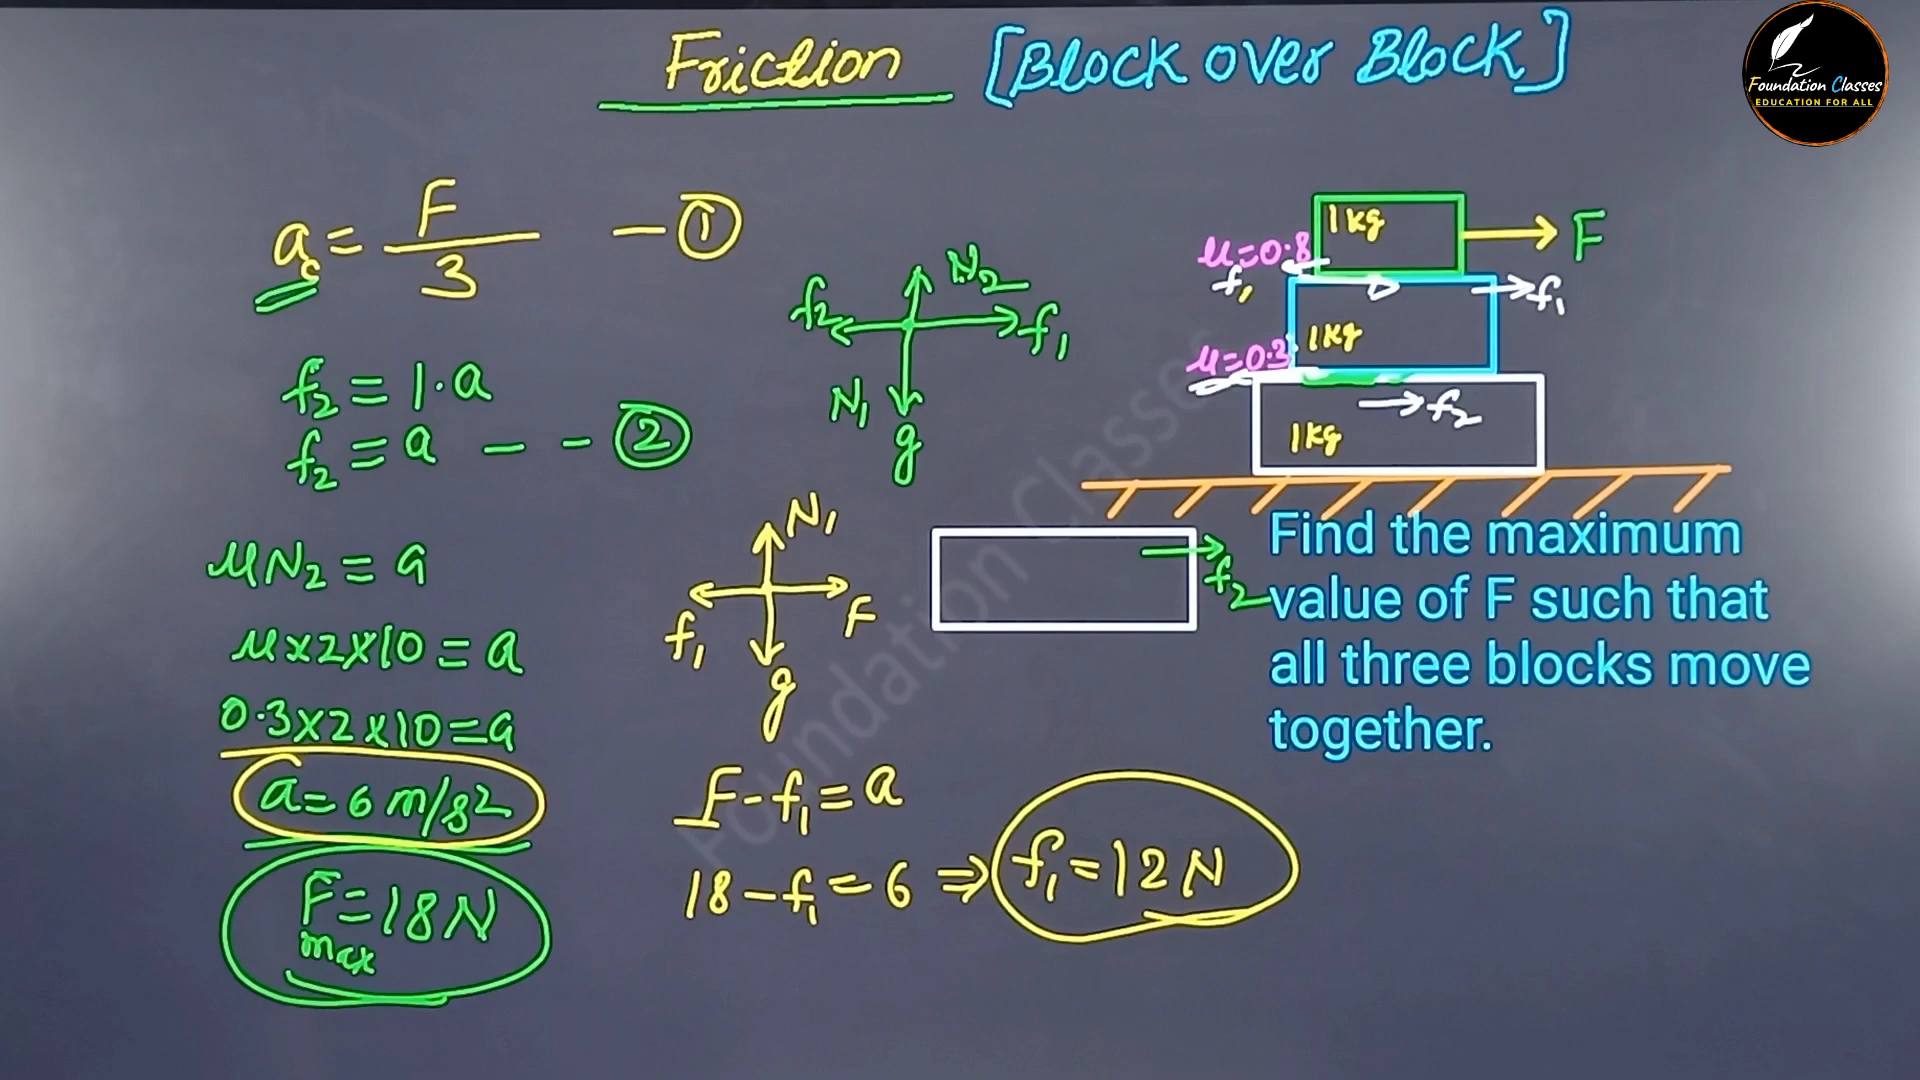 Friction [Block over Block]
Foundation Classes
EDUCATION FOR ALL
a_c = F/3 — ①
f₂ = 1·a
f₂ = a - - ②
μN₂ = a
μ×2×10 = a
0.3×2×10 = a
a = 6 m/s²
F_max = 18 N
N₂
f₂
f₁
N₁
g
N₁
f₁
F
g
F - f₁ = a
18 - f₁ = 6 ⇒ f₁ = 12 N
1kg
F
μ=0.8
f₁
f₁
1kg
μ=0.3
f₂
1kg
f₂
Find the maximum
value of F such that
all three blocks move
together.
Foundation Classes